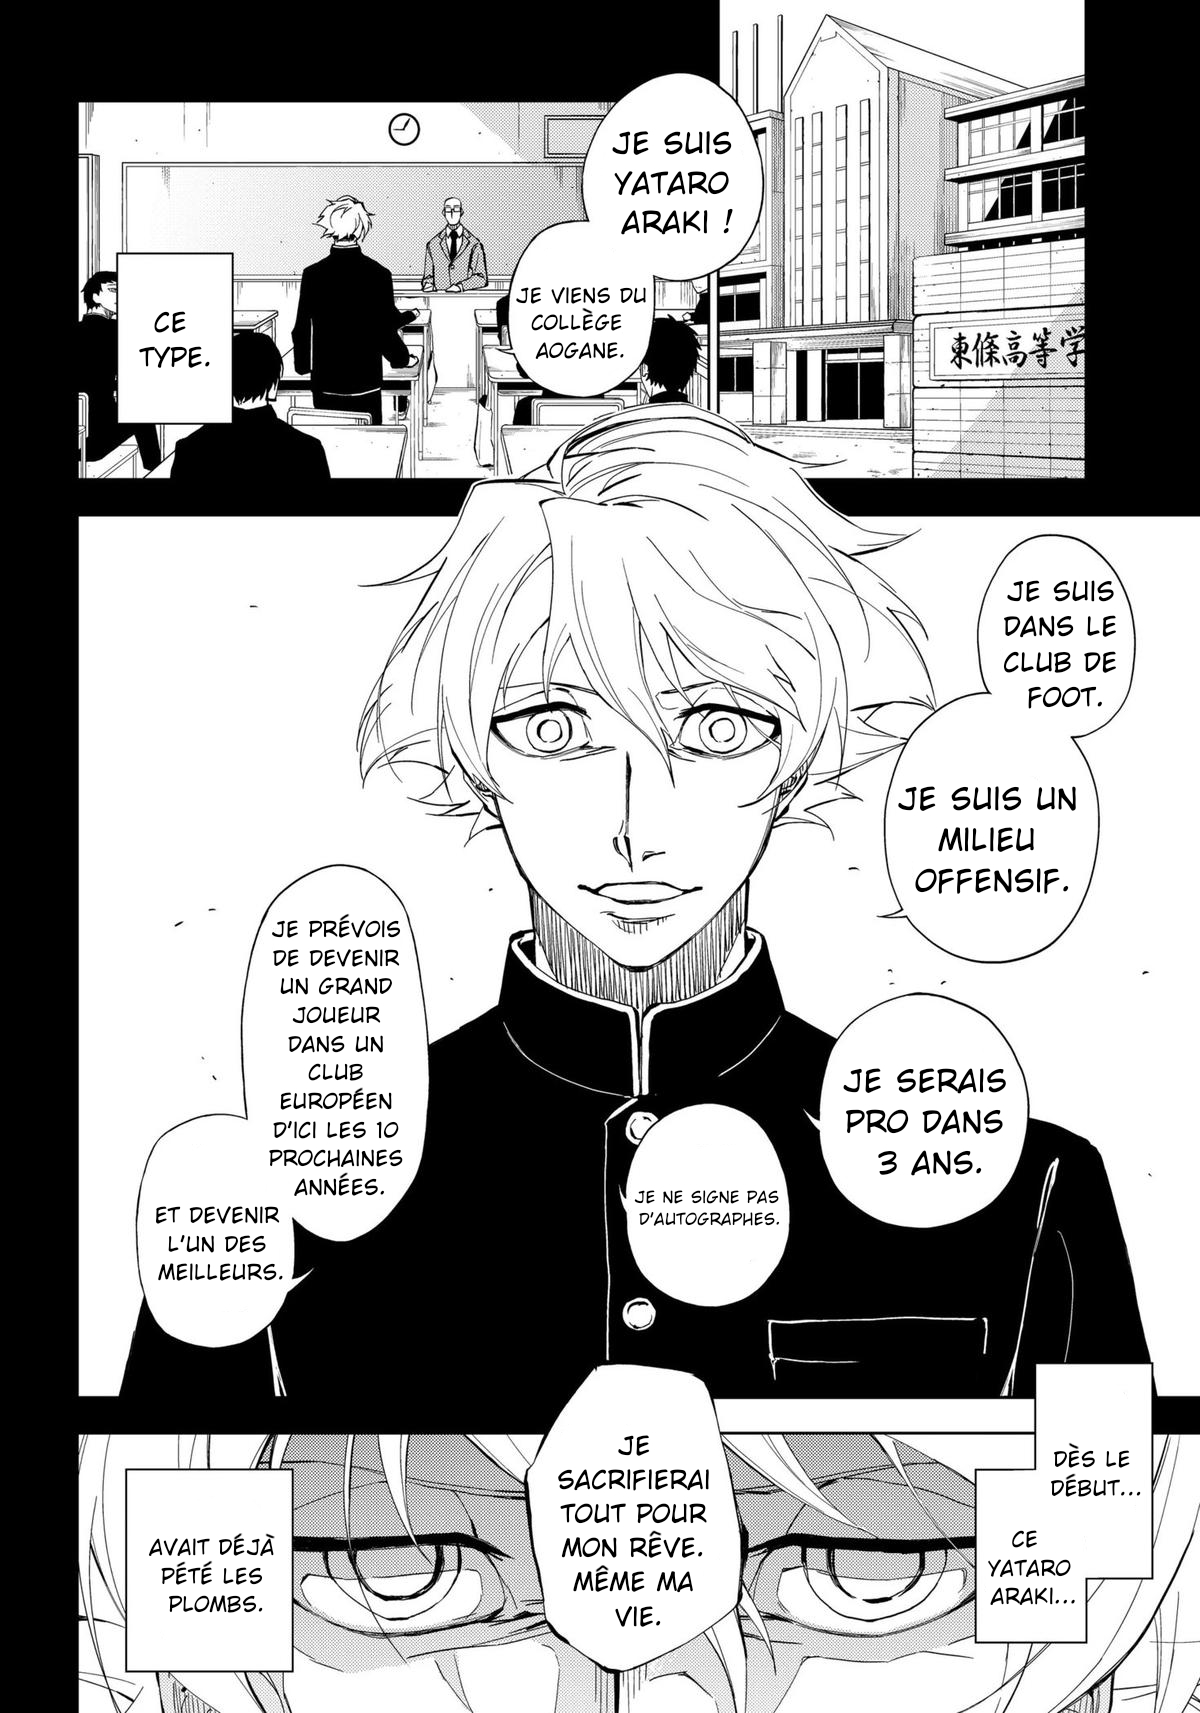 東條高等学
JE SUIS
YATARO
ARAKI !
JE VIENS DU
COLLÈGE
AOGANE.
CE
TYPE.
JE SUIS
DANS LE
CLUB DE
FOOT.
JE SUIS UN
MILIEU
OFFENSIF.
JE SERAIS
PRO DANS
3 ANS.
JE NE SIGNE PAS
D'AUTOGRAPHES.
JE PRÉVOIS
DE DEVENIR
UN GRAND
JOUEUR
DANS UN
CLUB
EUROPÉEN
D'ICI LES 10
PROCHAINES
ANNÉES.
ET DEVENIR
L'UN DES
MEILLEURS.
DÈS LE
DÉBUT...
CE
YATARO
ARAKI...
JE
SACRIFIERAI
TOUT POUR
MON RÊVE.
MÊME MA
VIE.
AVAIT DÉJÀ
PÉTÉ LES
PLOMBS.